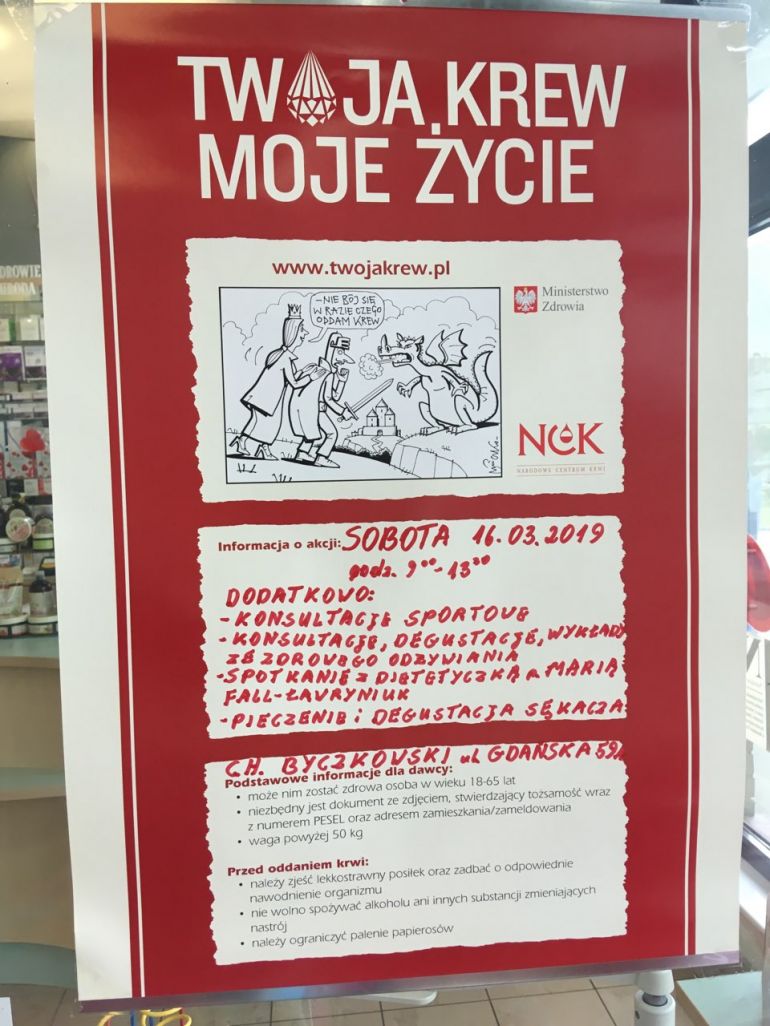 TWOJA KREW
MOJE ŻYCIE
www.twojakrew.pl
-NIE BÓJ SIĘ
W RAZIE CZEGO
ODDAM KREW
Ministerstwo
Zdrowia
NCK
NARODOWE CENTRUM KRWI
Informacja o akcji: SOBOTA 16.03.2019
godz. 9⁰⁰-13³⁰
DODATKOWO:
- KONSULTACJE SPORTOWE
- KONSULTACJE, DEGUSTACJE, WYKŁADY
ZE ZDROWEGO ODŻYWIANIA
- SPOTKANIE Z DIETETYCZKĄ MARIĄ
FALL-ŁAVRYNIUK
- PIECZENIE i DEGUSTACJA SĘKACZA
CH. BYCZKOWSKI ul GDAŃSKA
Podstawowe informacje dla dawcy:
• może nim zostać zdrowa osoba w wieku 18-65 lat
• niezbędny jest dokument ze zdjęciem, stwierdzający tożsamość wraz
z numerem PESEL oraz adresem zamieszkania/zameldowania
• waga powyżej 50 kg
Przed oddaniem krwi:
• należy zjeść lekkostrawny posiłek oraz zadbać o odpowiednie
nawodnienie organizmu
• nie wolno spożywać alkoholu ani innych substancji zmieniających
nastrój
• należy ograniczyć palenie papierosów